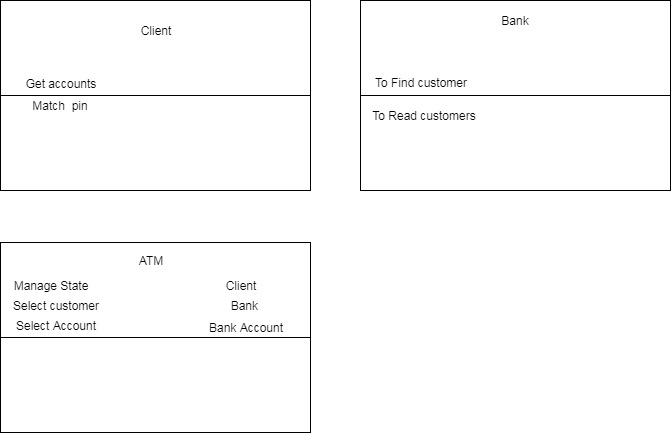 Client
Get accounts
Match  pin
Bank
To Find customer
To Read customers
ATM
Manage State Client
Select customer Bank
Select Account Bank Account